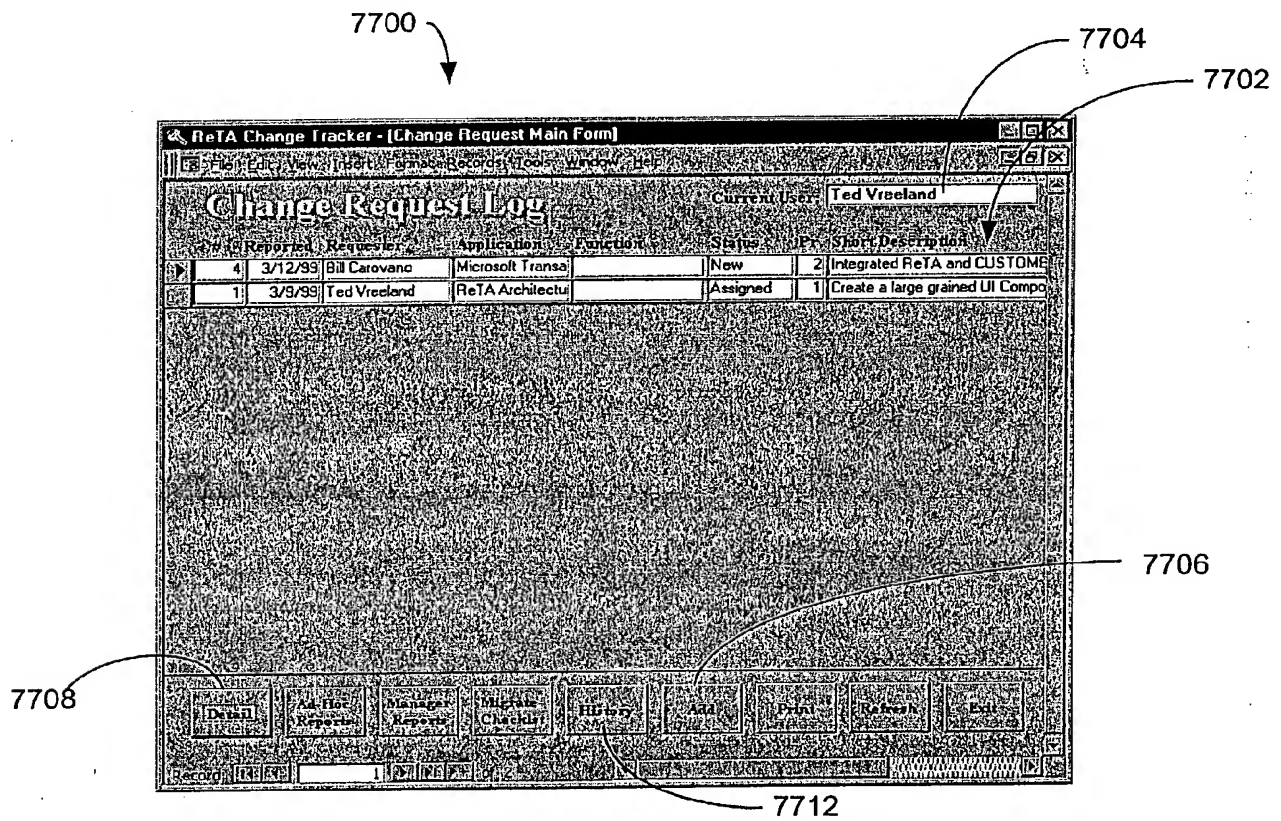 7700
7704
7702
ReTA Change Tracker - [Change Request Main Form]
File Edit View Insert Format Records Tools Window Help
Change Request Log
Current User: Ted Vreeland
Reported Requester Application Function Status Pr Short Description
4 3/12/99 Bill Carovano Microsoft Transa New 2 Integrated ReTA and CUSTOME
1 3/9/99 Ted Vreeland ReTA Architectu Assigned 1 Create a large grained UI Compo
7706
7708
Detail
Ad Hoc Reports
Manager Reports
Migrate Checklist
History
Add
Print
Refresh
Exit
Record: 1
7712